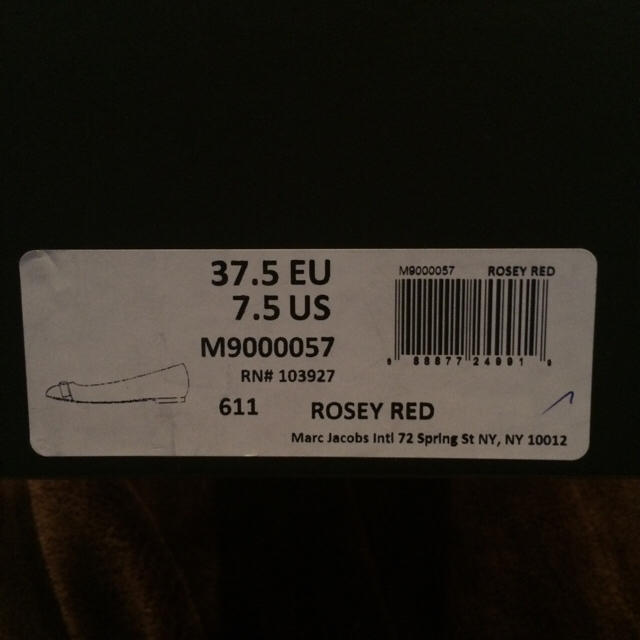 37.5 EU
7.5 US
M9000057
RN# 103927
611 ROSEY RED
Marc Jacobs Intl 72 Spring St NY, NY 10012
M9000057 ROSEY RED